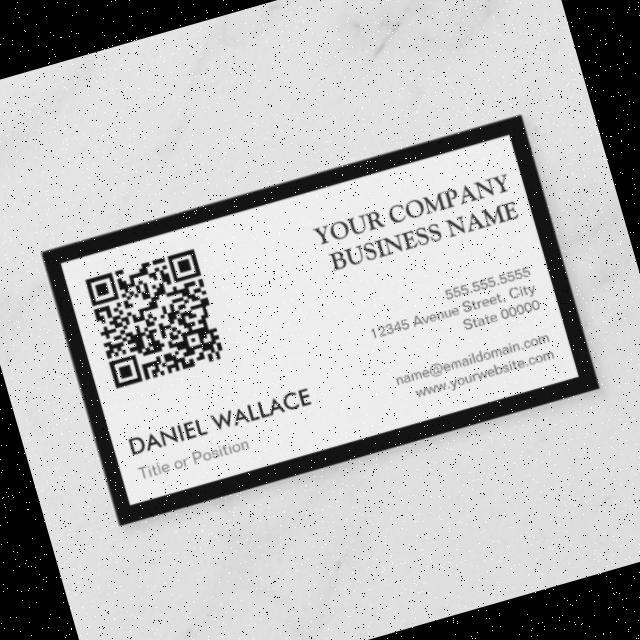 YOUR COMPANY
BUSINESS NAME
555.555.5555
12345 Avenue Street, City
State 00000
name@emaildomain.com
www.yourwebsite.com
DANIEL WALLACE
Title or Position